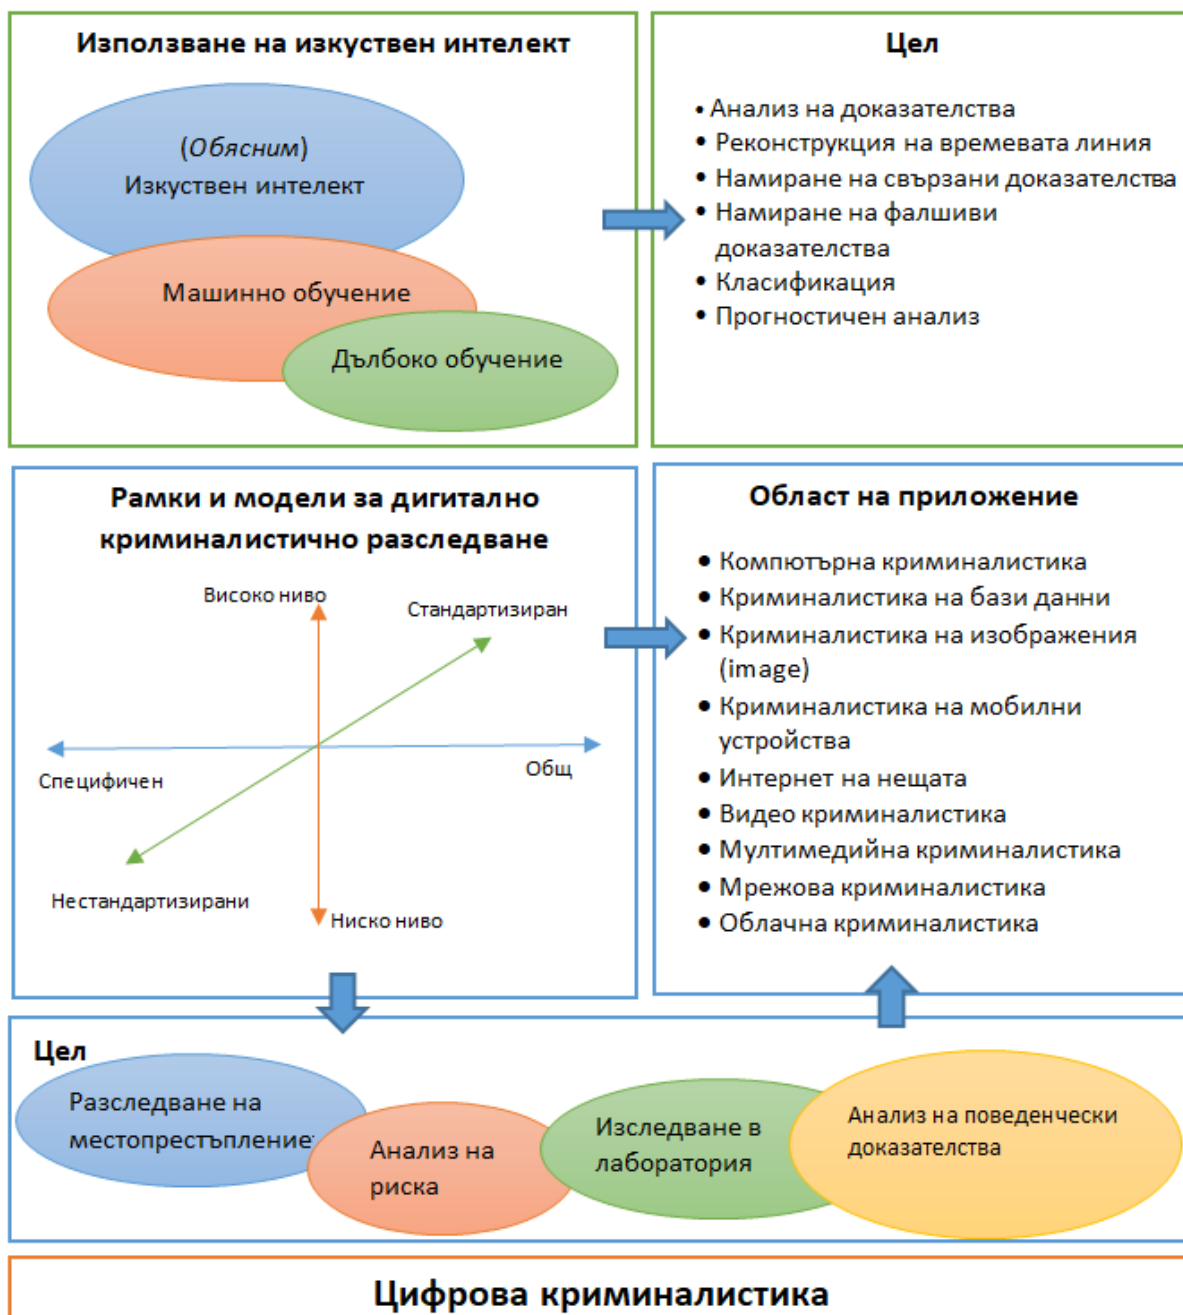 Използване на изкуствен интелект
(Обясним)
Изкуствен интелект
Машинно обучение
Дълбоко обучение
Цел
• Анализ на доказателства
• Реконструкция на времевата линия
• Намиране на свързани доказателства
• Намиране на фалшиви
доказателства
• Класификация
• Прогностичен анализ
Рамки и модели за дигитално
криминалистично разследване
Високо ниво
Стандартизиран
Специфичен
Общ
Нестандартизирани
Ниско ниво
Област на приложение
• Компютърна криминалистика
• Криминалистика на бази данни
• Криминалистика на изображения
(image)
• Криминалистика на мобилни
устройства
• Интернет на нещата
• Видео криминалистика
• Мултимедийна криминалистика
• Мрежова криминалистика
• Облачна криминалистика
Цел
Разследване на
местопрестъпление
Анализ на
риска
Изследване в
лаборатория
Анализ на поведенчески
доказателства
Цифрова криминалистика